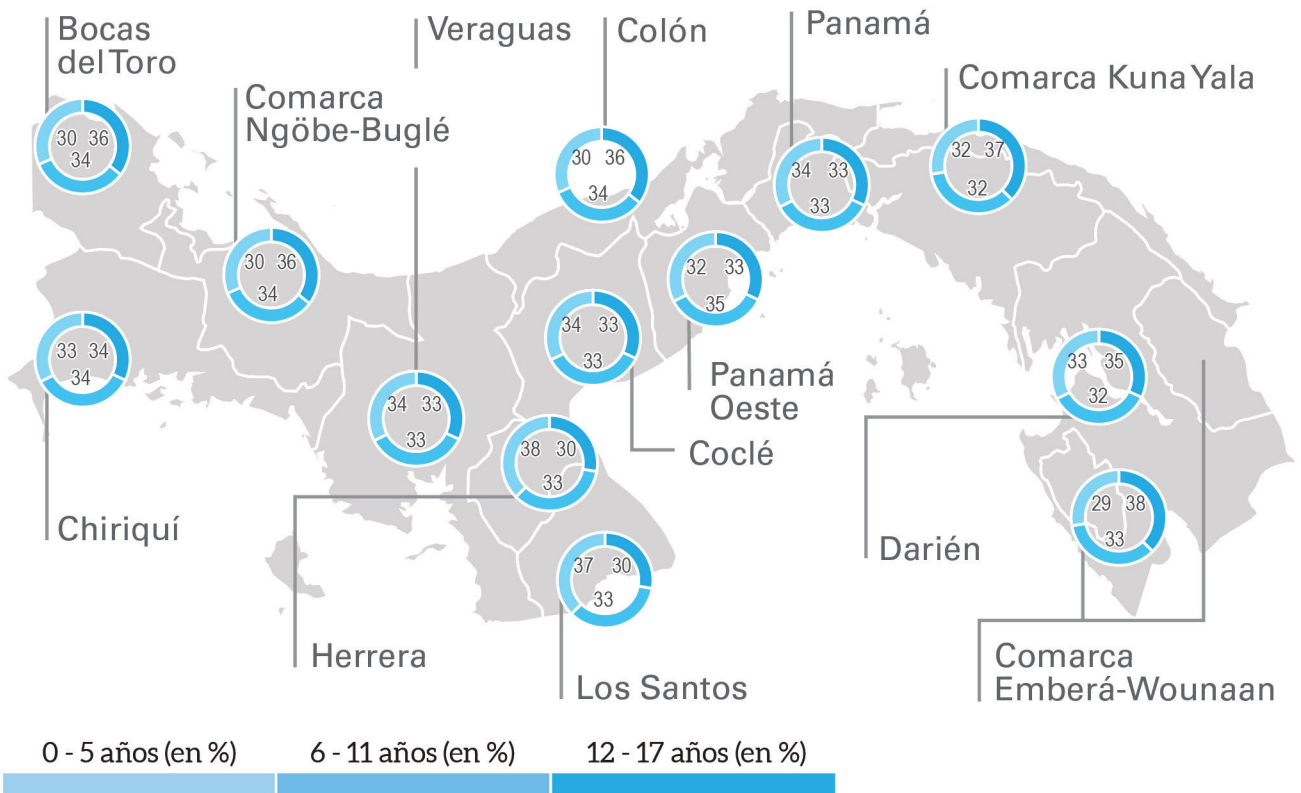 Bocas
del Toro
30 36
34
Comarca
Ngöbe-Buglé
30 36
34
Veraguas
34 33
33
Colón
30 36
34
Panamá
34 33
33
Comarca Kuna Yala
32 37
32
Chiriquí
33 34
34
Panamá
Oeste
32 33
35
Coclé
34 33
33
Herrera
38 30
33
Los Santos
37 30
33
Darién
33 35
32
Comarca
Emberá-Wounaan
29 38
33
0 - 5 años (en %)
6 - 11 años (en %)
12 - 17 años (en %)